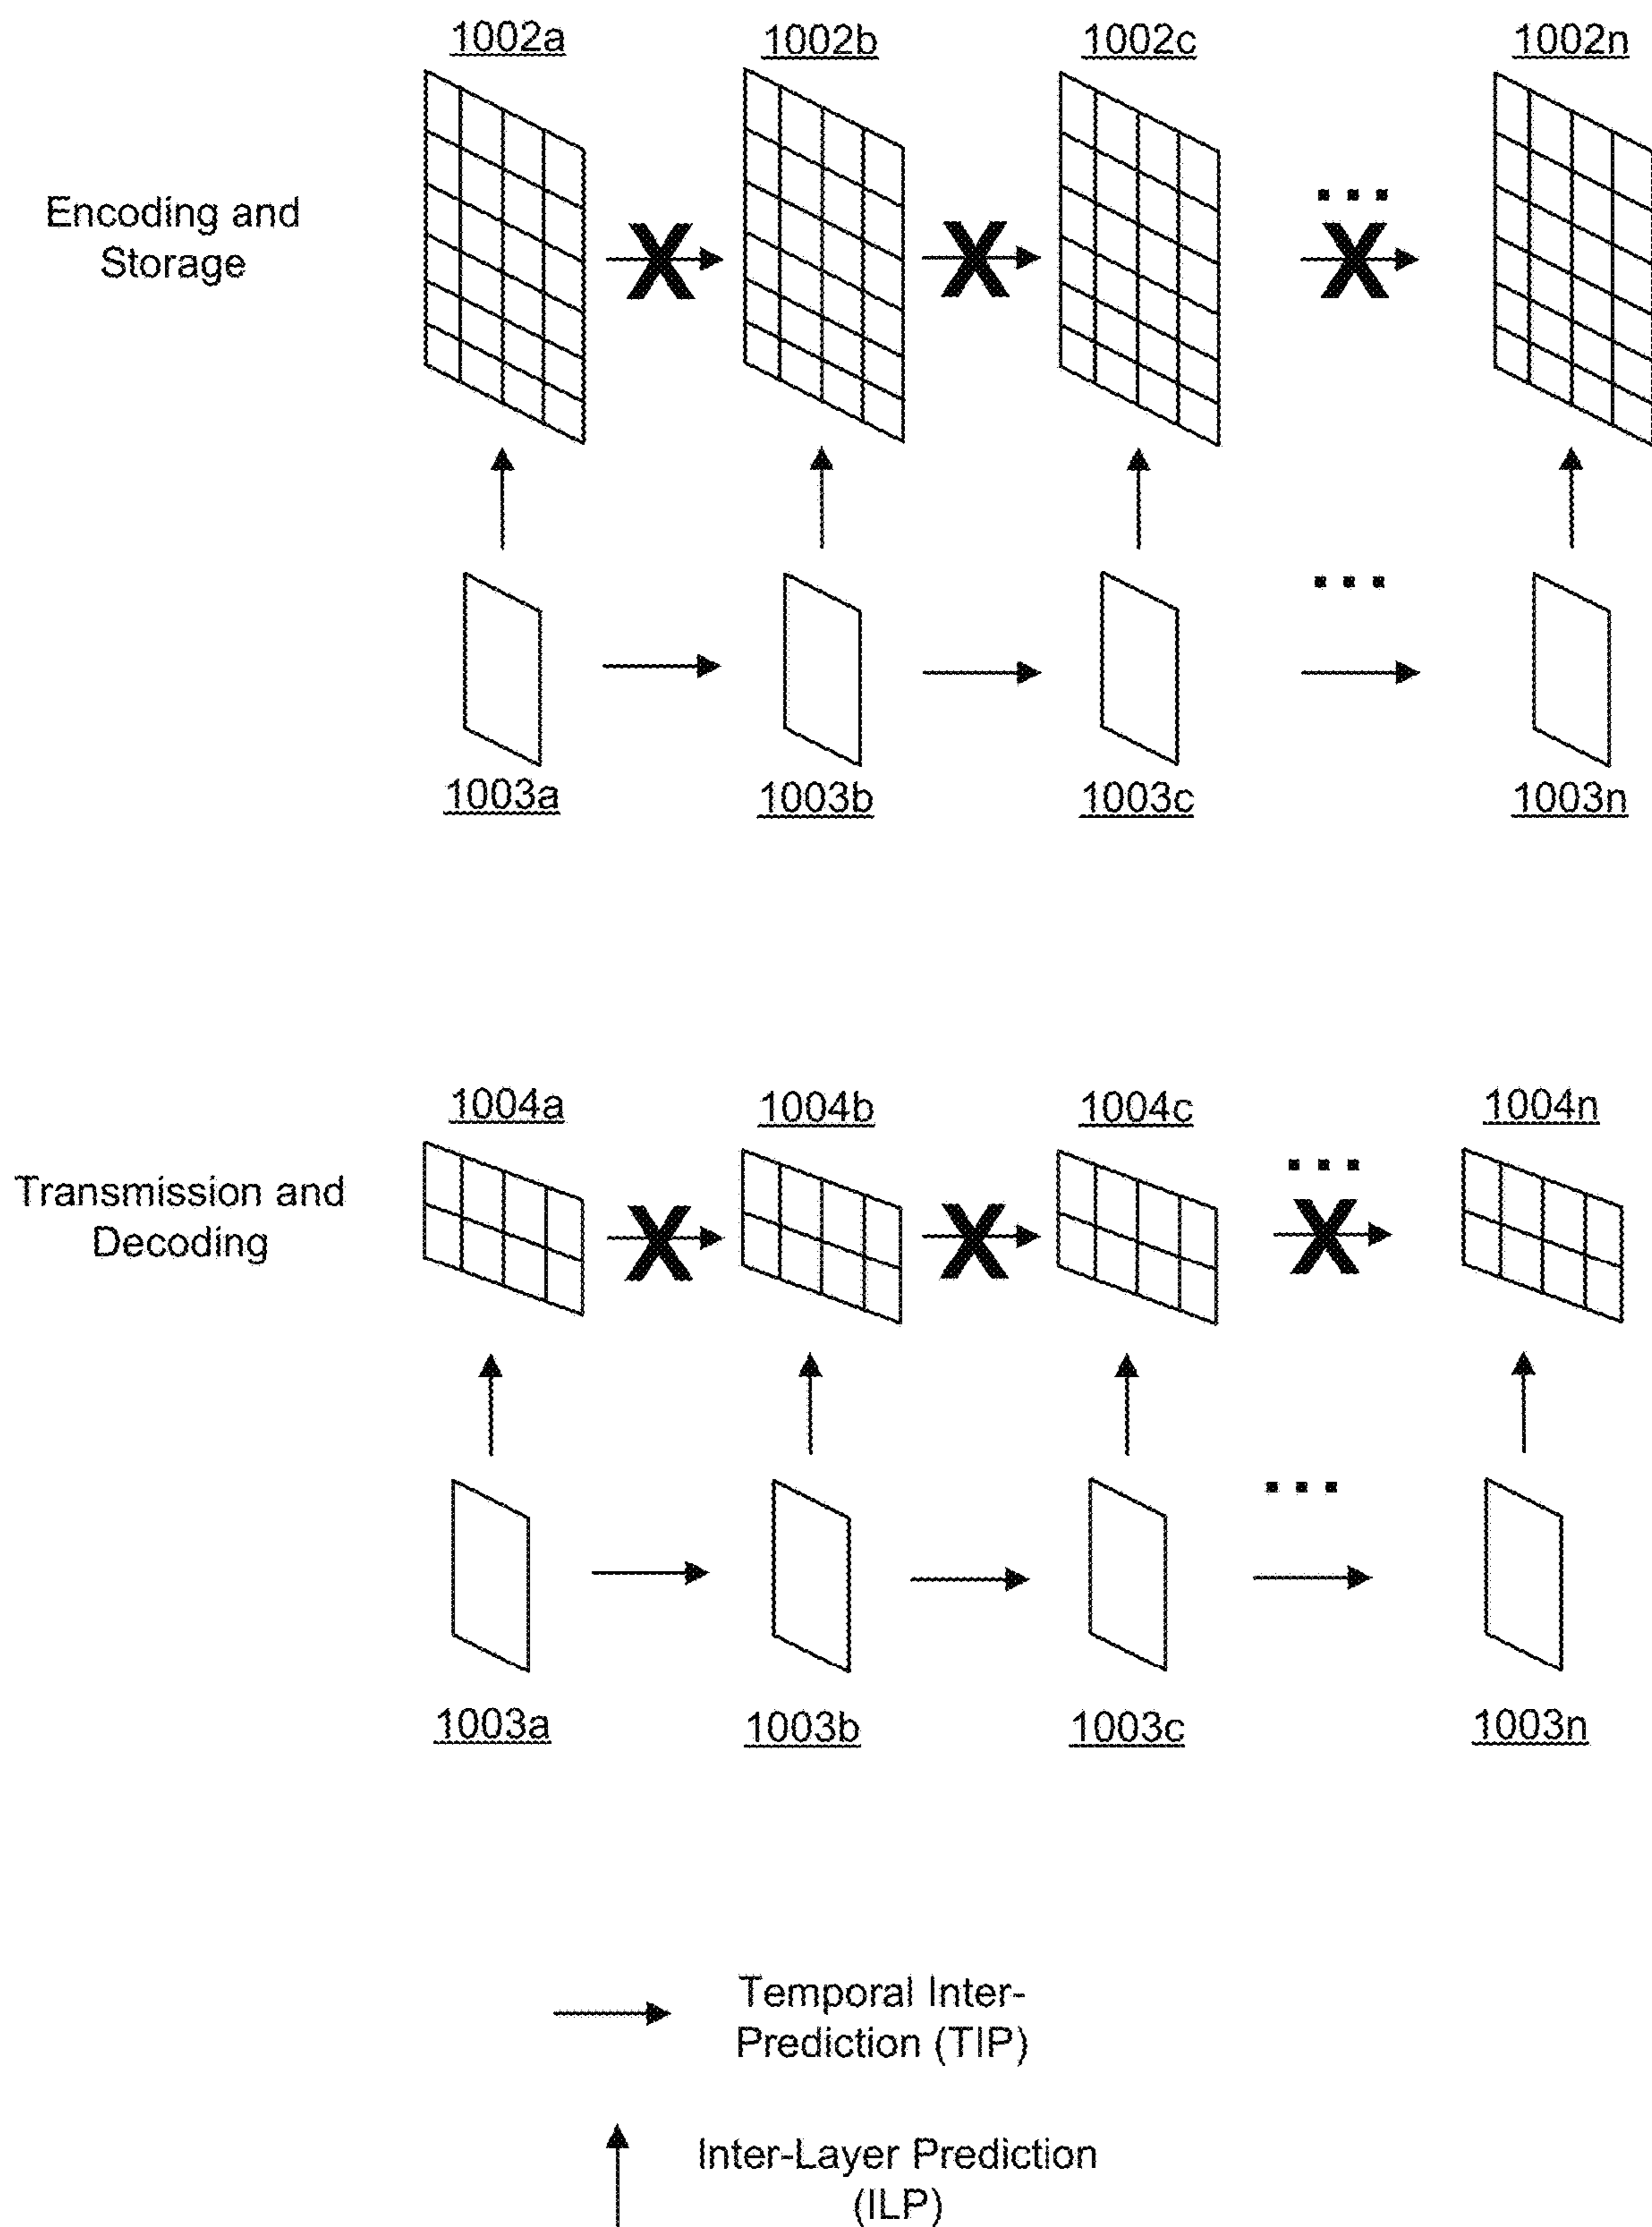 1002a 1002b 1002c 1002n
Encoding and
Storage
X X X
...
...
1003a 1003b 1003c 1003n
1004a 1004b 1004c 1004n
Transmission and
Decoding
X X X
...
...
1003a 1003b 1003c 1003n
Temporal Inter-
Prediction (TIP)
Inter-Layer Prediction
(ILP)